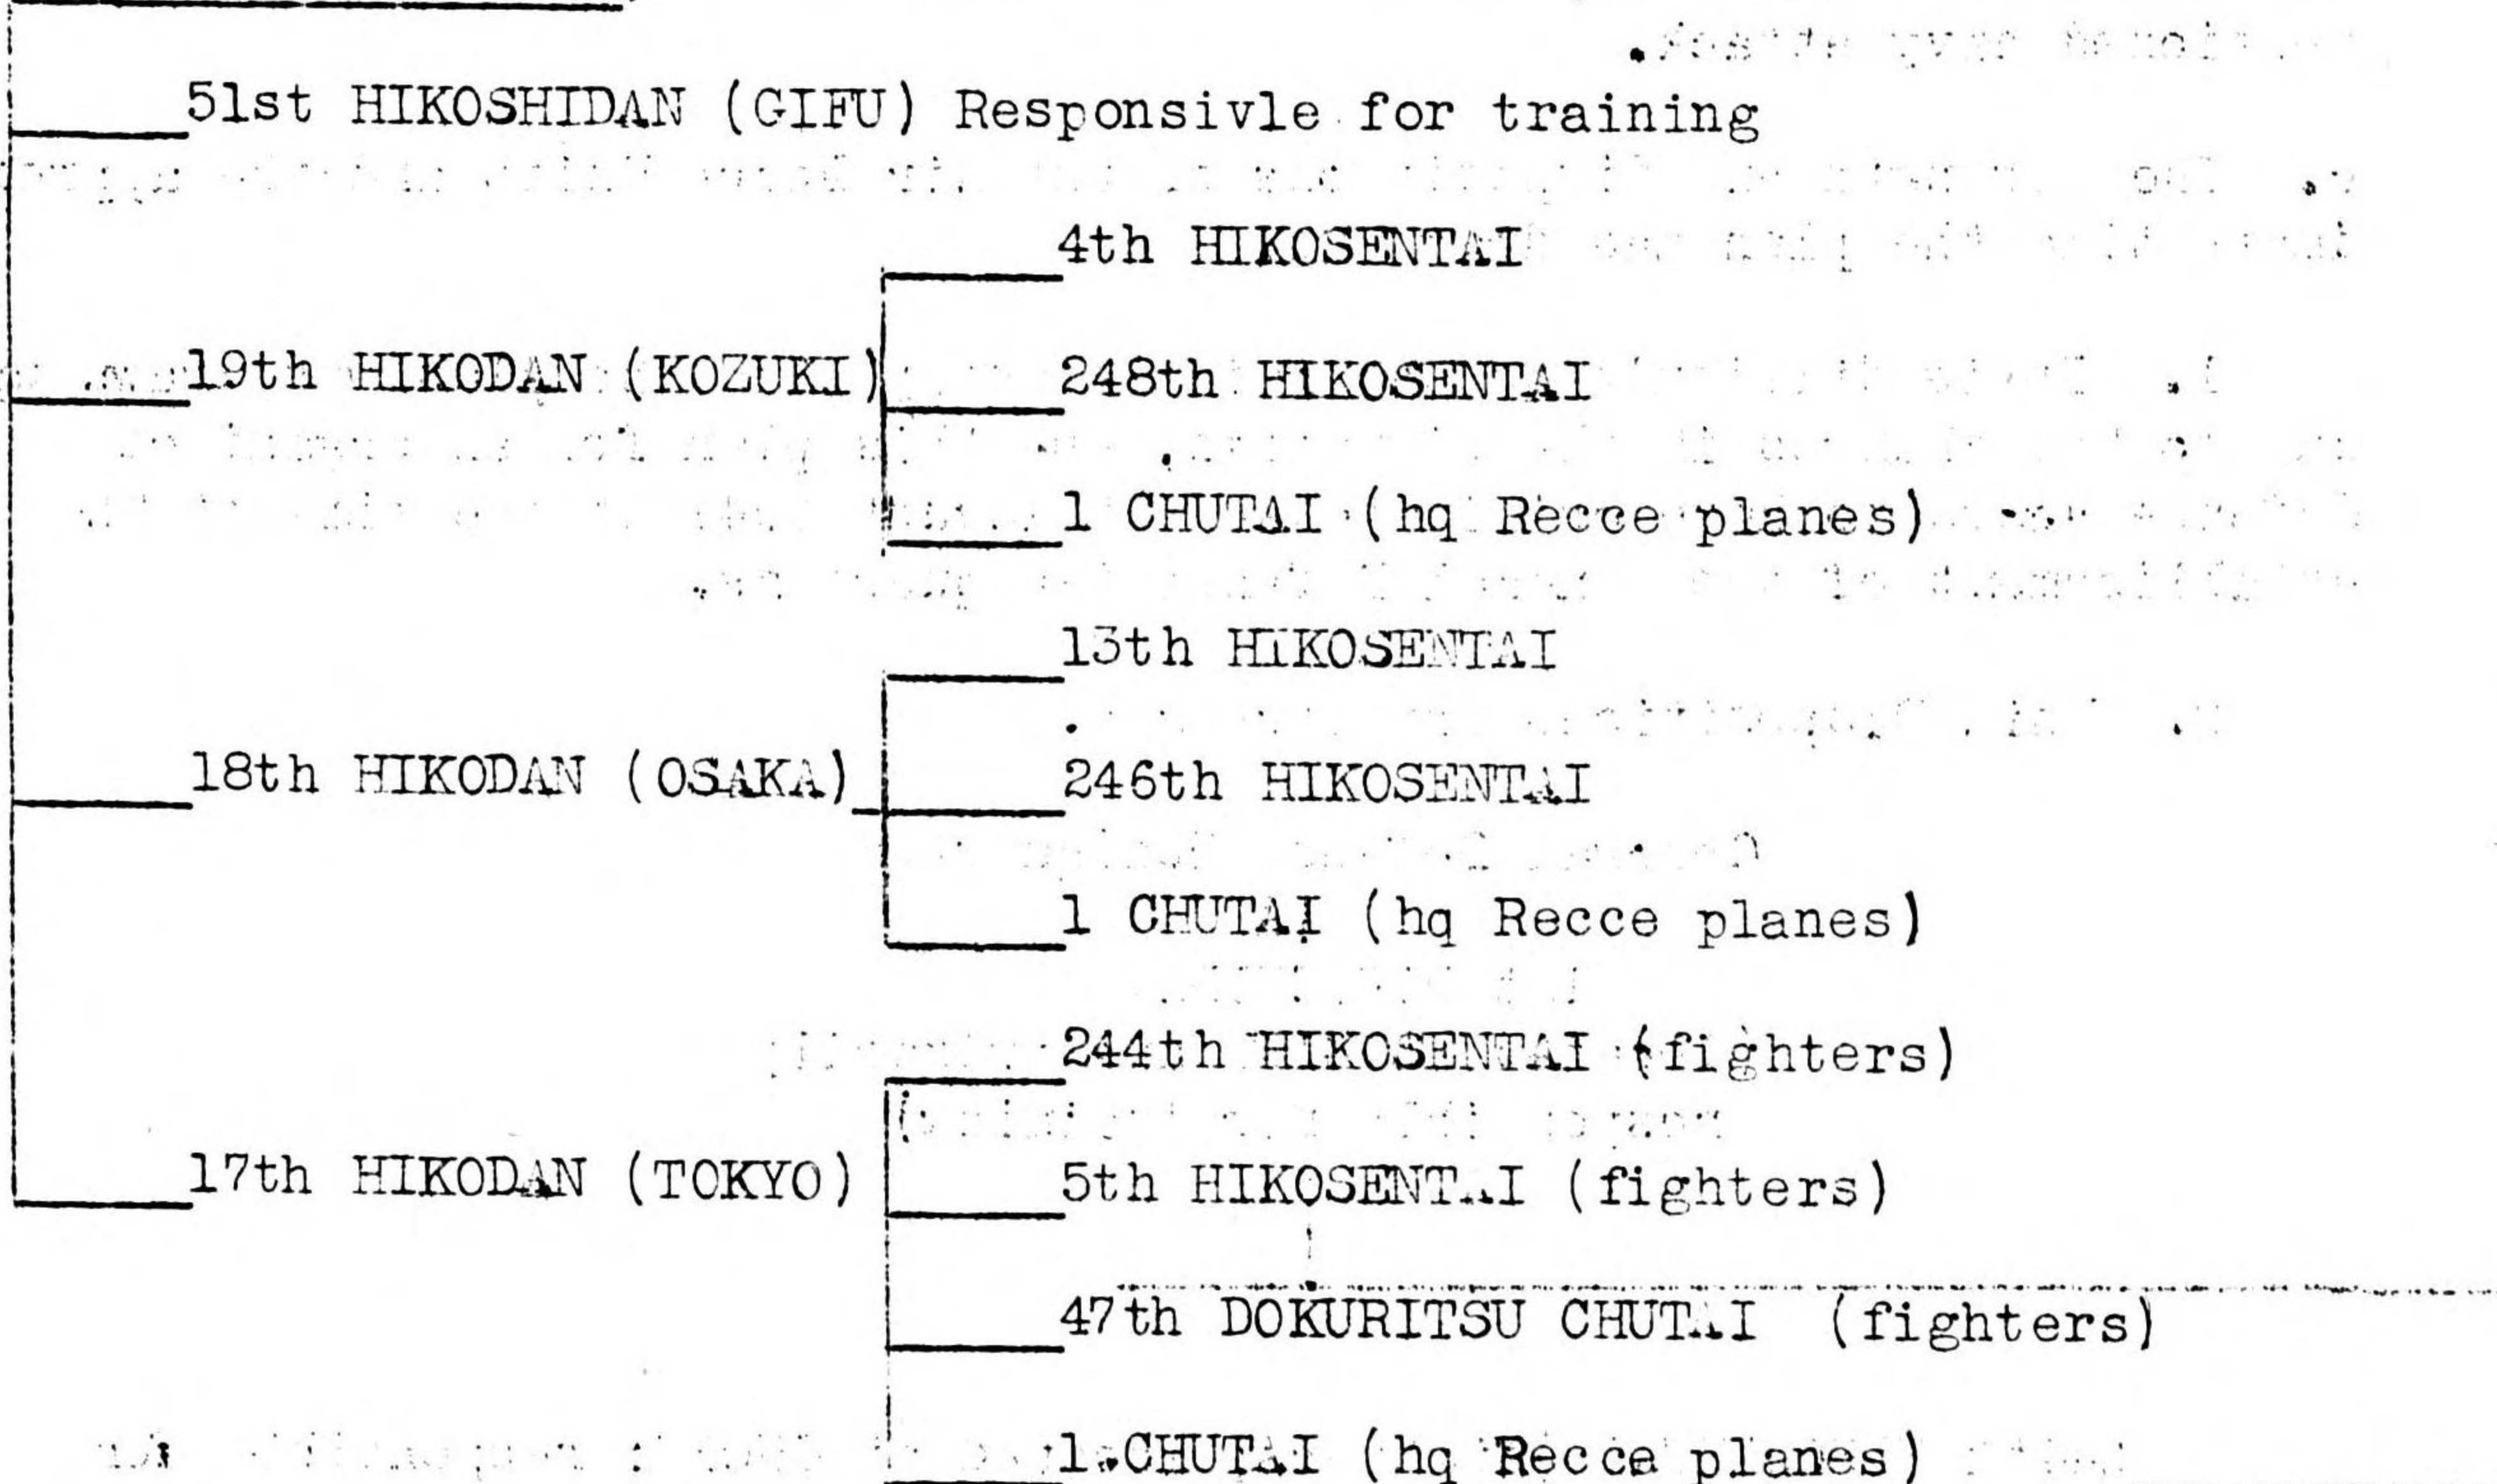 51st HIKOSHIDAN (GIFU) Responsivle for training
4th HIKOSENTAI
19th HIKODAN (KOZUKI)
248th HIKOSENTAI
1 CHUTAI (hq Recce planes)
13th HIKOSENTAI
18th HIKODAN (OSAKA)
246th HIKOSENTAI
1 CHUTAI (hq Recce planes)
244th HIKOSENTAI (fighters)
17th HIKODAN (TOKYO)
5th HIKOSENTAI (fighters)
47th DOKURITSU CHUTAI (fighters)
1 CHUTAI (hq Recce planes)